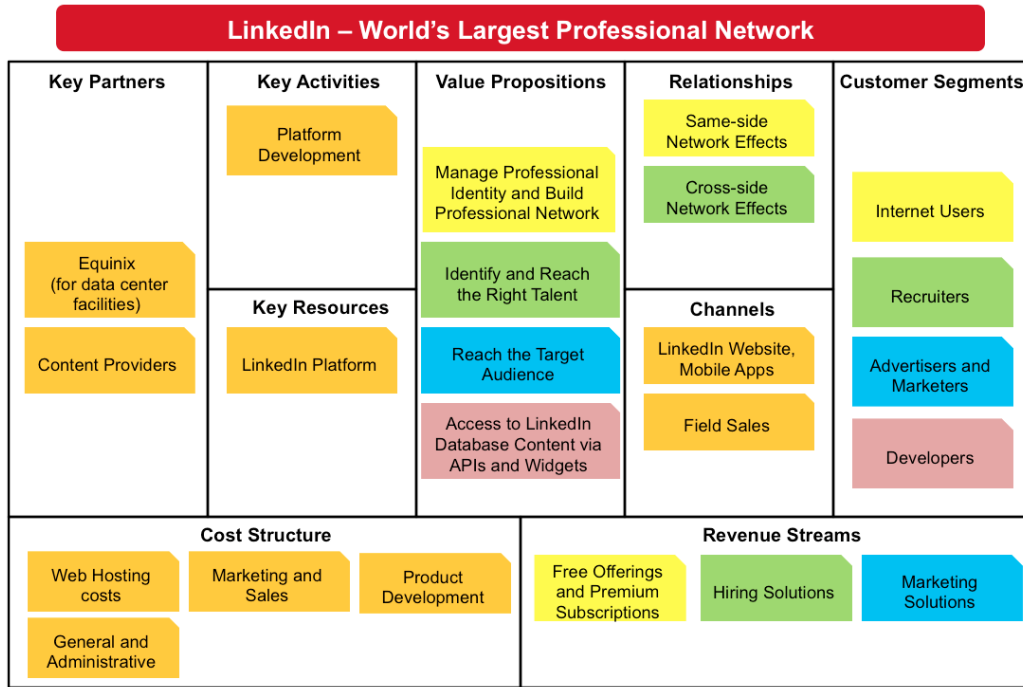 LinkedIn – World's Largest Professional Network
Key Partners
Equinix
(for data center
facilities)
Content Providers
Key Activities
Platform
Development
Key Resources
LinkedIn Platform
Value Propositions
Manage Professional
Identity and Build
Professional Network
Identify and Reach
the Right Talent
Reach the Target
Audience
Access to LinkedIn
Database Content via
APIs and Widgets
Relationships
Same-side
Network Effects
Cross-side
Network Effects
Channels
LinkedIn Website,
Mobile Apps
Field Sales
Customer Segments
Internet Users
Recruiters
Advertisers and
Marketers
Developers
Cost Structure
Web Hosting
costs
Marketing and
Sales
Product
Development
General and
Administrative
Revenue Streams
Free Offerings
and Premium
Subscriptions
Hiring Solutions
Marketing
Solutions